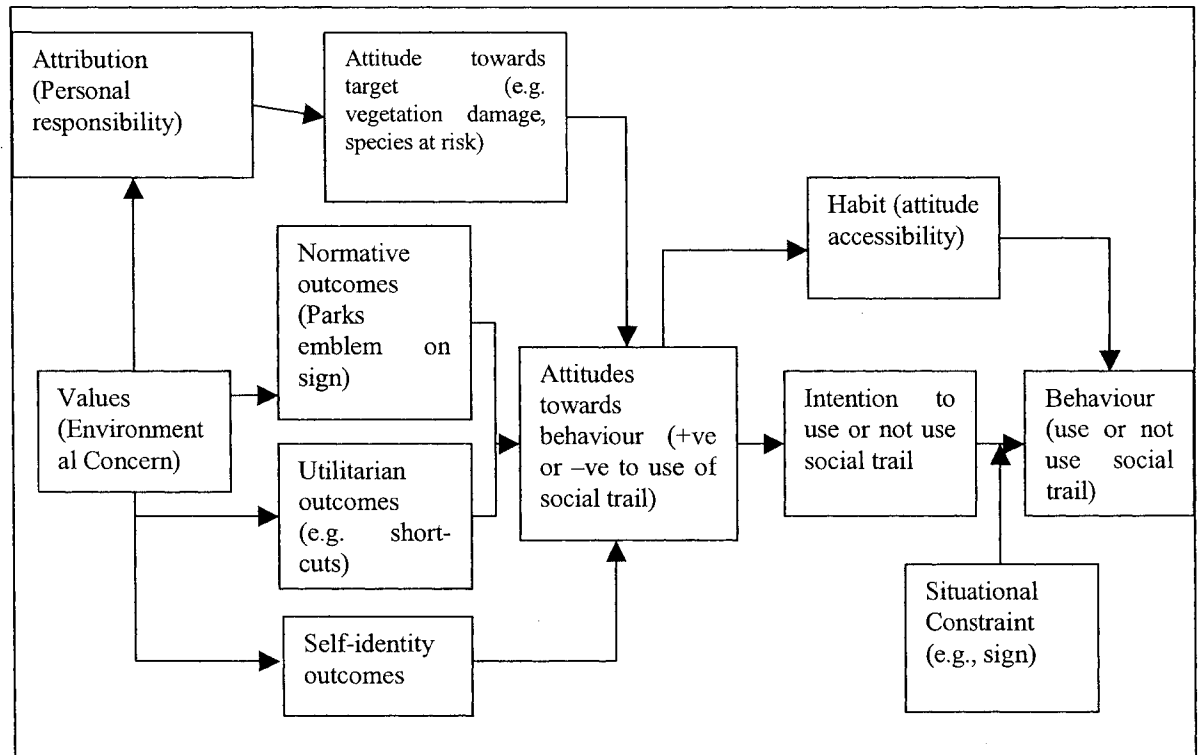 Attribution
(Personal
responsibility)
Attitude towards
target (e.g.
vegetation damage,
species at risk)
Habit (attitude
accessibility)
Normative
outcomes
(Parks
emblem on
sign)
Values
(Environment
al Concern)
Attitudes
towards
behaviour (+ve
or –ve to use of
social trail)
Intention to
use or not use
social trail
Behaviour
(use or not
use social
trail)
Utilitarian
outcomes
(e.g. short-
cuts)
Situational
Constraint
(e.g., sign)
Self-identity
outcomes